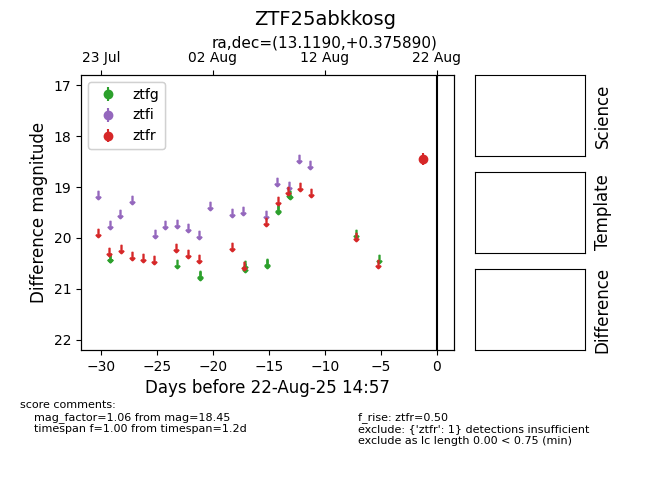 ZTF25abkkosg
ra,dec=(13.1190,+0.375890)
23 Jul 02 Aug 12 Aug 22 Aug
ztfg
ztfi
ztfr
17
18
19
20
21
22
Difference magnitude
−30 −25 −20 −15 −10 −5 0
Days before 22-Aug-25 14:57
Science
Template
Difference
score comments:
mag_factor=1.06 from mag=18.45
timespan f=1.00 from timespan=1.2d
f_rise: ztfr=0.50
exclude: {'ztfr': 1} detections insufficient
exclude as lc length 0.00 < 0.75 (min)